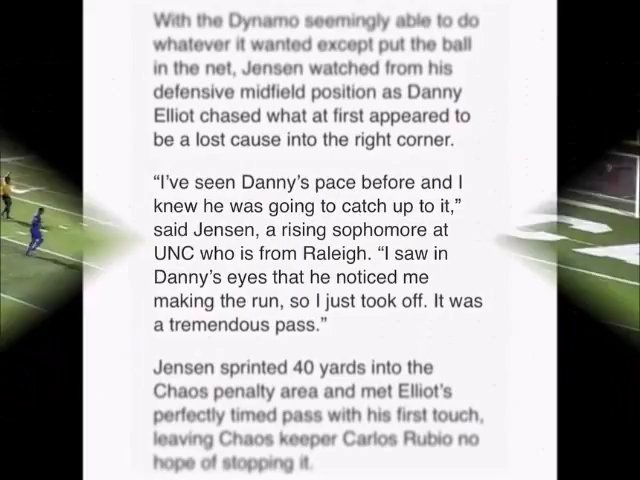 With the Dynamo seemingly able to do
whatever it wanted except put the ball
in the net, Jensen watched from his
defensive midfield position as Danny
Elliot chased what at first appeared to
be a lost cause into the right corner.
“I’ve seen Danny’s pace before and I
knew he was going to catch up to it,”
said Jensen, a rising sophomore at
UNC who is from Raleigh. “I saw in
Danny’s eyes that he noticed me
making the run, so I just took off. It was
a tremendous pass.”
Jensen sprinted 40 yards into the
Chaos penalty area and met Elliot’s
perfectly timed pass with his first touch,
leaving Chaos keeper Carlos Rubio no
hope of stopping it.